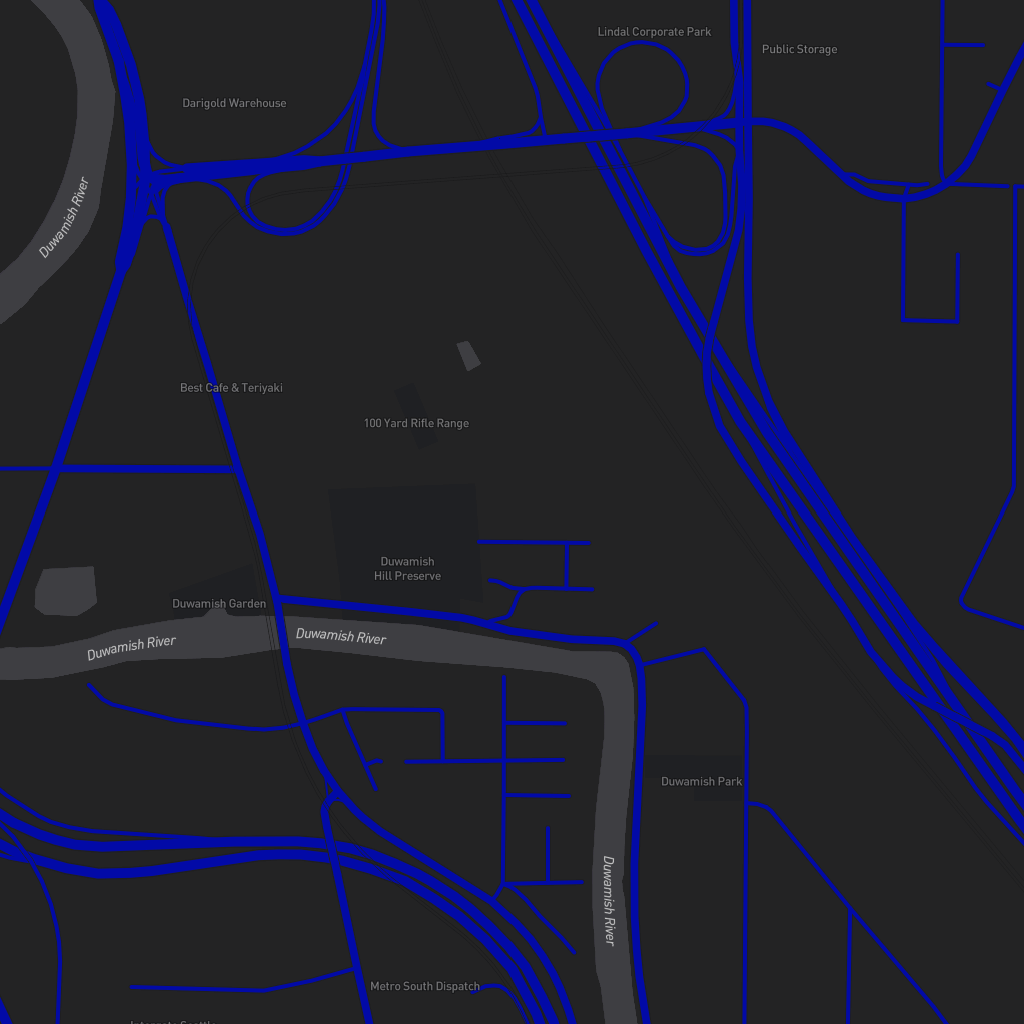 Lindal Corporate Park
Public Storage
Darigold Warehouse
Duwamish River
Best Cafe & Teriyaki
100 Yard Rifle Range
Duwamish
Hill Preserve
Duwamish Garden
Duwamish River
Duwamish River
Duwamish Park
Duwamish River
Metro South Dispatch